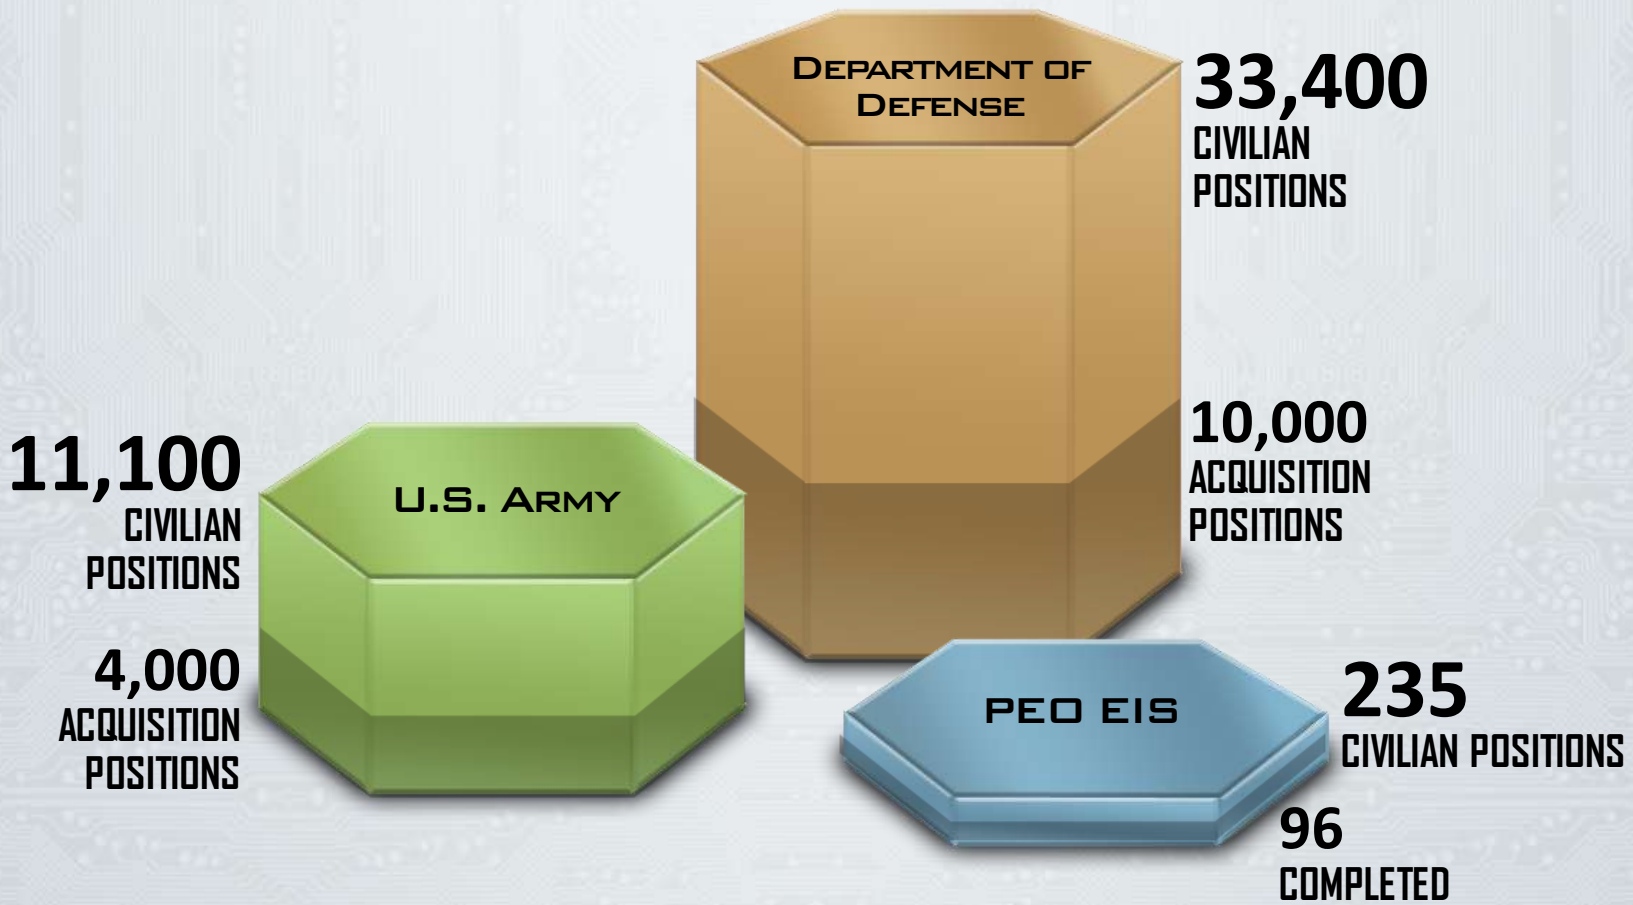 DEPARTMENT OF
DEFENSE
33,400
CIVILIAN
POSITIONS
10,000
ACQUISITION
POSITIONS
U.S. ARMY
11,100
CIVILIAN
POSITIONS
4,000
ACQUISITION
POSITIONS
PEO EIS
235
CIVILIAN POSITIONS
96
COMPLETED